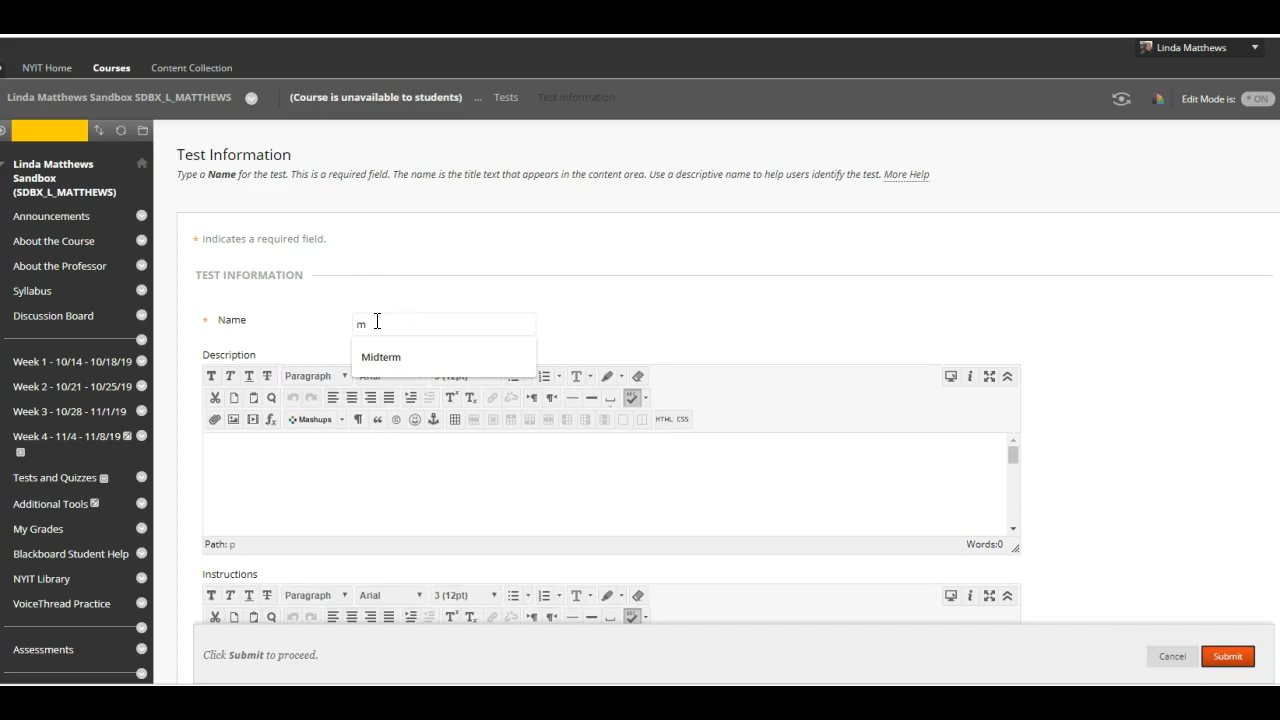 Linda Matthews
NYIT Home Courses Content Collection
Linda Matthews Sandbox SDBX_L_MATTHEWS (Course is unavailable to students) ... Tests Test Information Edit Mode is: ON
Linda Matthews
Sandbox
(SDBX_L_MATTHEWS)
Announcements
About the Course
About the Professor
Syllabus
Discussion Board
Week 1 - 10/14 - 10/18/19
Week 2 - 10/21 - 10/25/19
Week 3 - 10/28 - 11/1/19
Week 4 - 11/4 - 11/8/19
Tests and Quizzes
Additional Tools
My Grades
Blackboard Student Help
NYIT Library
VoiceThread Practice
Assessments
Test Information
Type a Name for the test. This is a required field. The name is the title text that appears in the content area. Use a descriptive name to help users identify the test. More Help
* Indicates a required field.
TEST INFORMATION
* Name m
Midterm
Description
T T T T Paragraph Arial 3 (12pt) T
Mashups HTML CSS
Path: p Words:0
Instructions
T T T T Paragraph Arial 3 (12pt) T
Click Submit to proceed. Cancel Submit